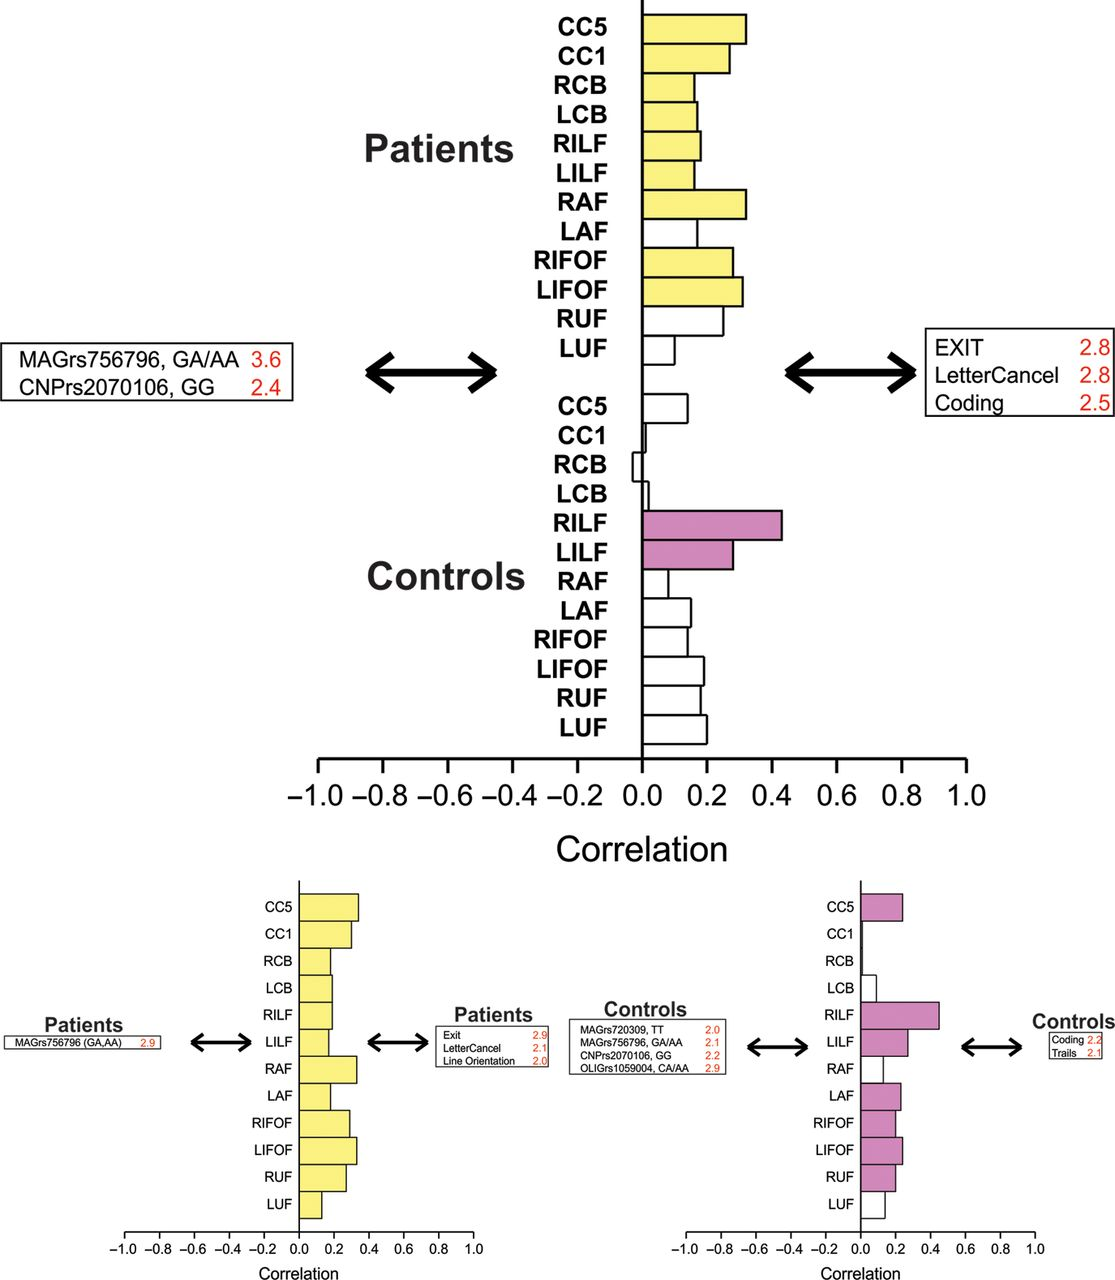 CC5
CC1
RCB
LCB
Patients
RILF
LILF
RAF
LAF
RIFOF
LIFOF
RUF
LUF
MAGrs756796, GA/AA 3.6
CNPrs2070106, GG 2.4
EXIT 2.8
LetterCancel 2.8
Coding 2.5
CC5
CC1
RCB
LCB
RILF
LILF
Controls
RAF
LAF
RIFOF
LIFOF
RUF
LUF
−1.0 −0.8 −0.6 −0.4 −0.2 0.0 0.2 0.4 0.6 0.8 1.0
Correlation
CC5
CC1
RCB
LCB
RILF
LILF
RAF
LAF
RIFOF
LIFOF
RUF
LUF
Patients
MAGrs756796 (GA,AA) 2.9
Patients
Exit 2.9
LetterCancel 2.1
Line Orientation 2.0
−1.0 −0.8 −0.6 −0.4 −0.2 0.0 0.2 0.4 0.6 0.8 1.0
Correlation
Controls
MAGrs720309, TT 2.0
MAGrs756796, GA/AA 2.1
CNPrs2070106, GG 2.2
OLIGrs1059004, CA/AA 2.9
CC5
CC1
RCB
LCB
RILF
LILF
RAF
LAF
RIFOF
LIFOF
RUF
LUF
Controls
Coding 2.2
Trails 2.1
−1.0 −0.8 −0.6 −0.4 −0.2 0.0 0.2 0.4 0.6 0.8 1.0
Correlation